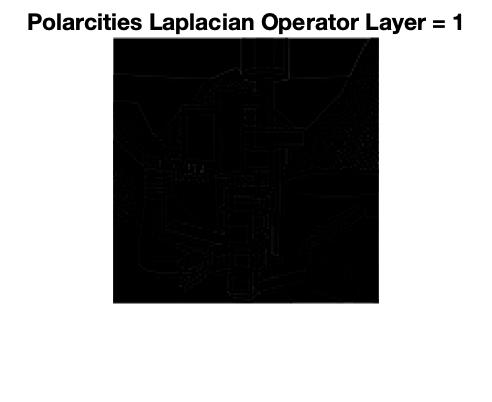 Polarcities Laplacian Operator Layer = 1